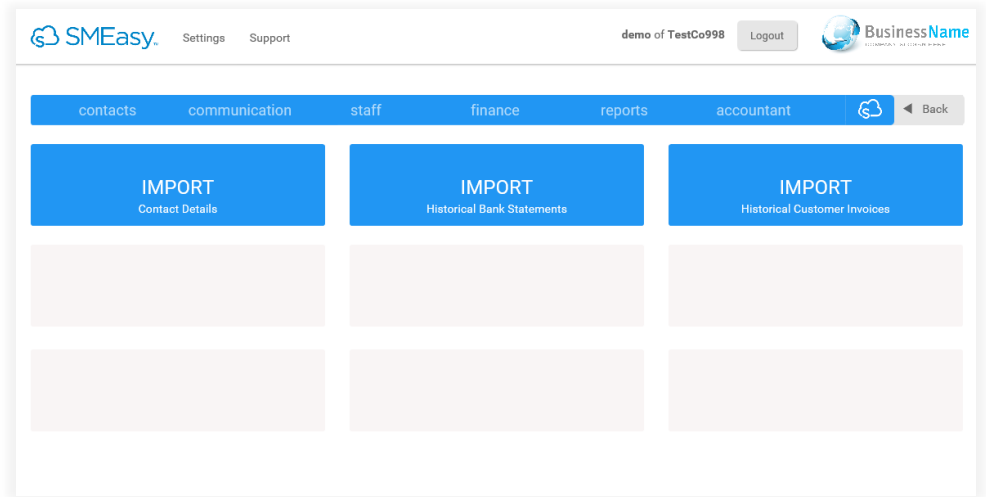 SMEasy
Settings
Support
demo of TestCo998
Logout
BusinessName
contacts
communication
staff
finance
reports
accountant
Back
IMPORT
Contact Details
IMPORT
Historical Bank Statements
IMPORT
Historical Customer Invoices